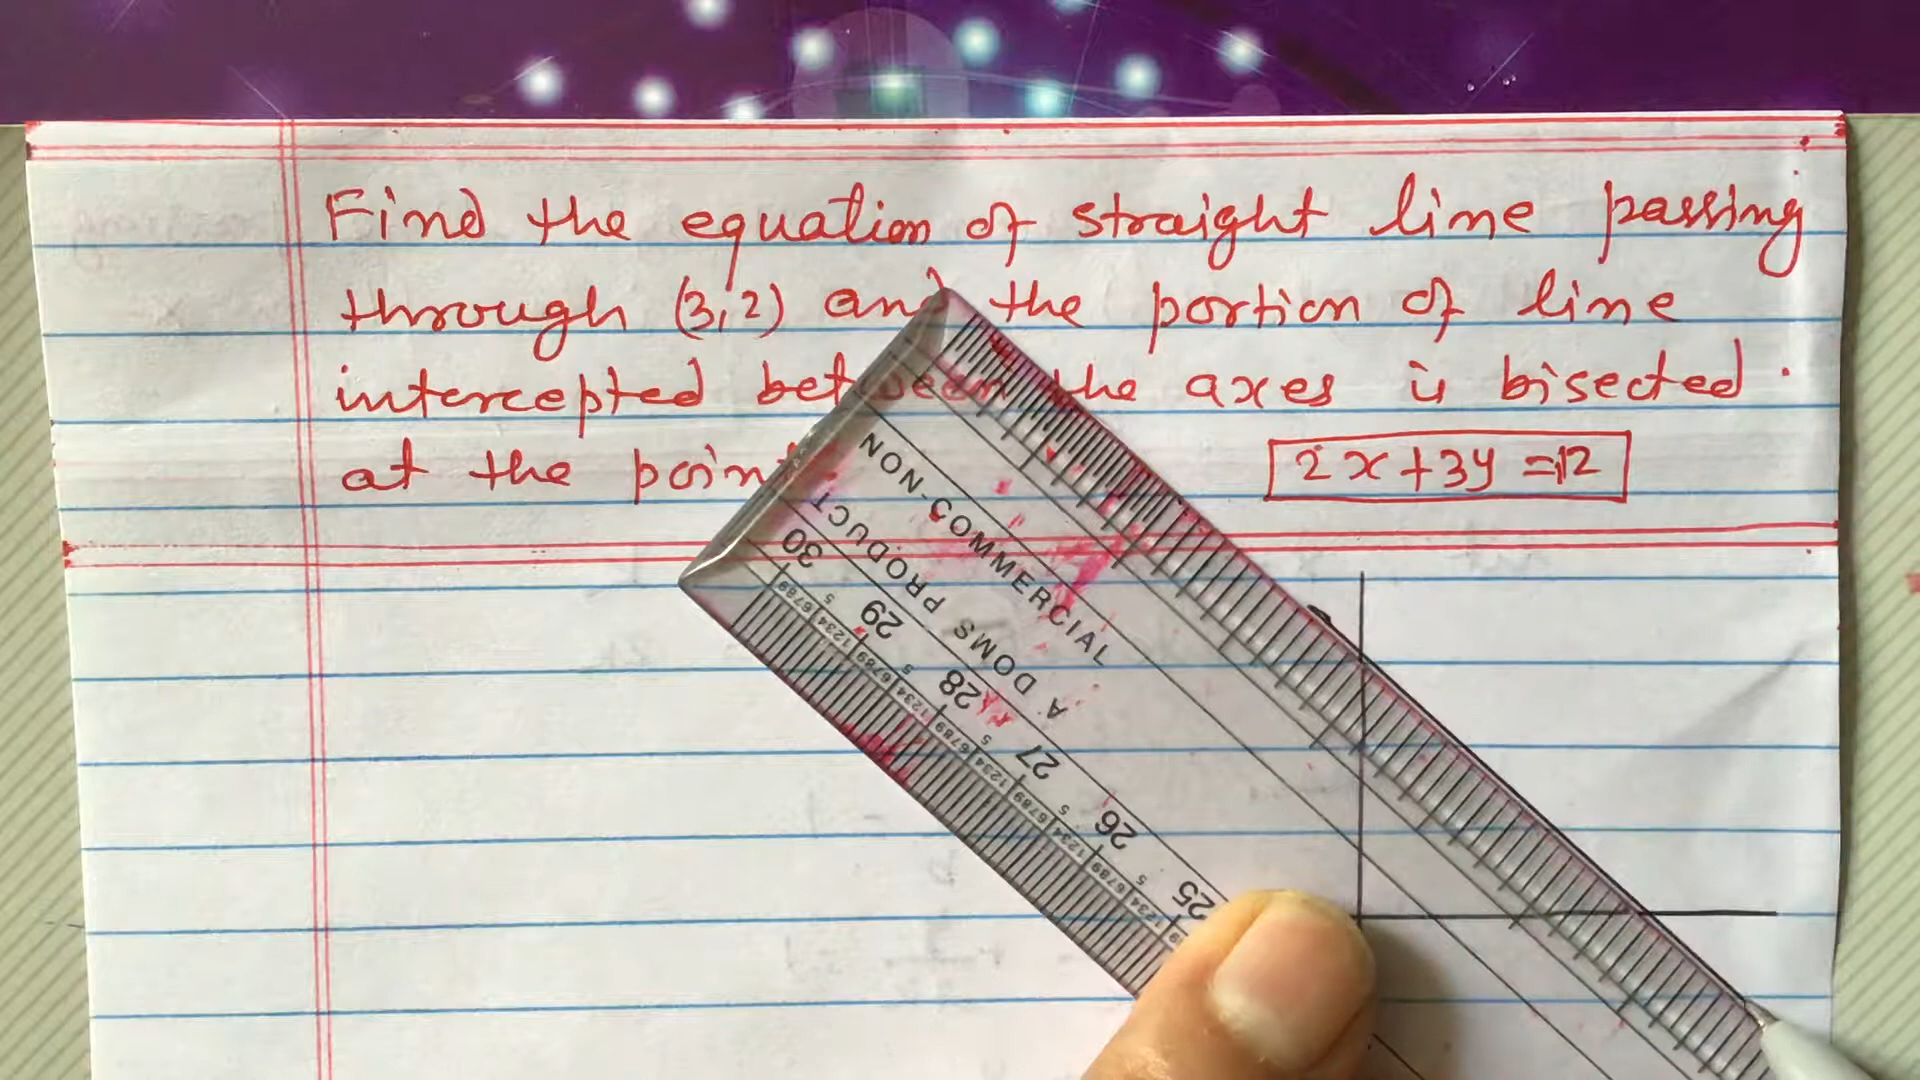 Find the equation of straight line passing
through (3,2) and the portion of line
intercepted between the axes is bisected
at the point
2x+3y=12
NON-COMMERCIAL
A DOMS PRODUCT
30 29 28 27 26 25